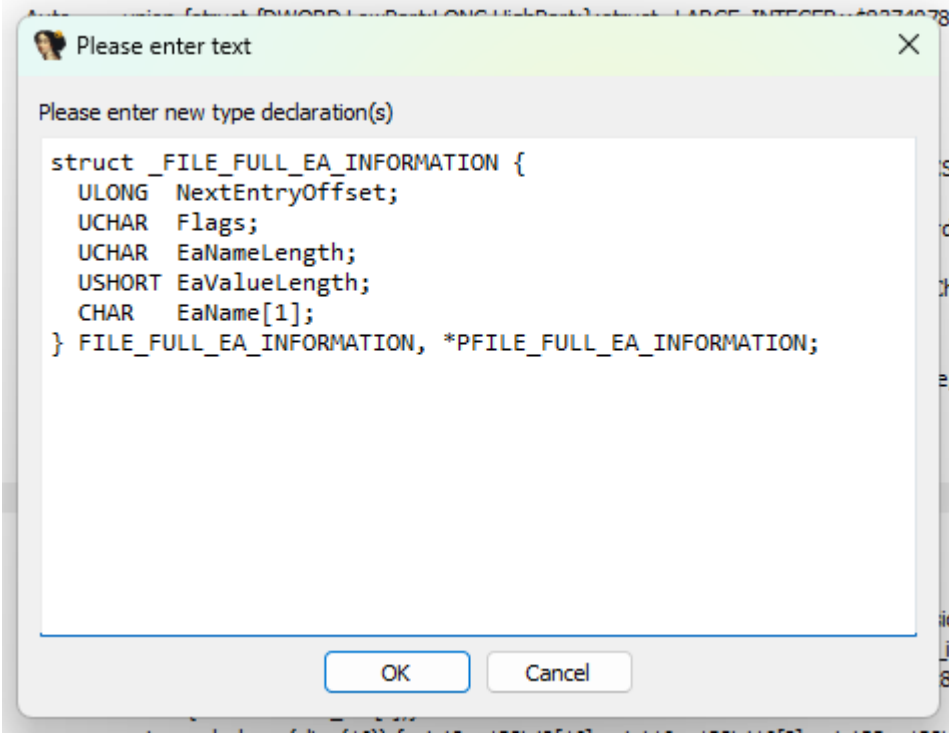 Please enter text
Please enter new type declaration(s)
struct _FILE_FULL_EA_INFORMATION {
  ULONG  NextEntryOffset;
  UCHAR  Flags;
  UCHAR  EaNameLength;
  USHORT EaValueLength;
  CHAR   EaName[1];
} FILE_FULL_EA_INFORMATION, *PFILE_FULL_EA_INFORMATION;
OK
Cancel